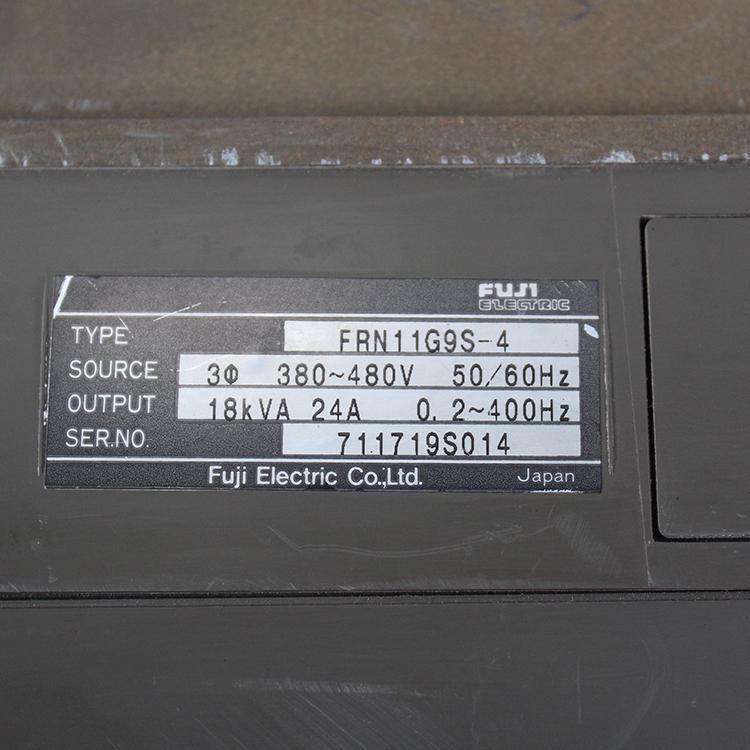 FUJI
ELECTRIC
TYPE FRN11G9S-4
SOURCE 3Φ 380~480V 50/60Hz
OUTPUT 18kVA 24A 0.2~400Hz
SER.NO. 711719S014
Fuji Electric Co.,Ltd. Japan